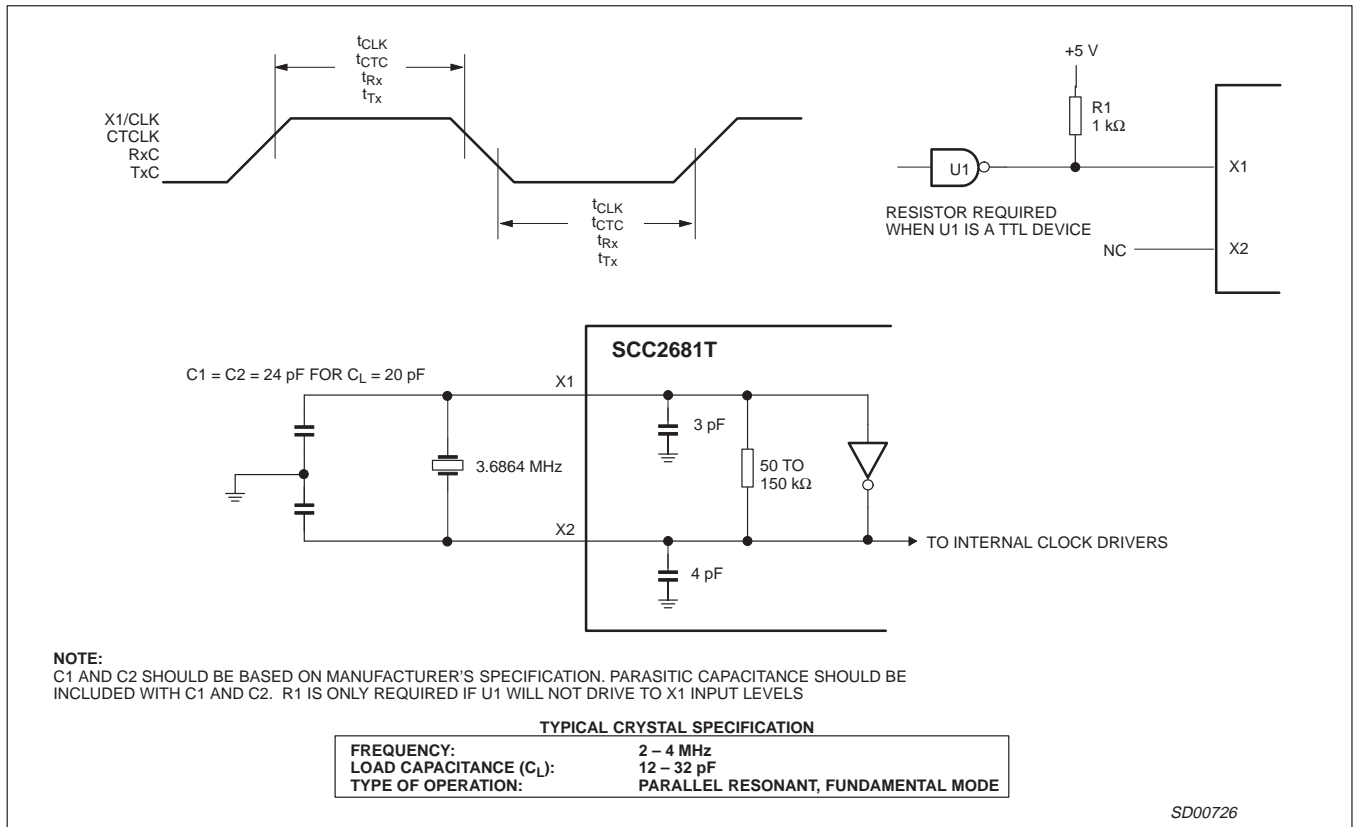 tCLK
tCTC
tRx
tTx
X1/CLK
CTCLK
RxC
TxC
tCLK
tCTC
tRx
tTx
+5 V
R1
1 kΩ
U1
X1
RESISTOR REQUIRED
WHEN U1 IS A TTL DEVICE
NC
X2
SCC2681T
C1 = C2 = 24 pF FOR CL = 20 pF
X1
3 pF
3.6864 MHz
50 TO
150 kΩ
X2
TO INTERNAL CLOCK DRIVERS
4 pF
NOTE:
C1 AND C2 SHOULD BE BASED ON MANUFACTURER'S SPECIFICATION. PARASITIC CAPACITANCE SHOULD BE
INCLUDED WITH C1 AND C2. R1 IS ONLY REQUIRED IF U1 WILL NOT DRIVE TO X1 INPUT LEVELS
TYPICAL CRYSTAL SPECIFICATION
FREQUENCY: 2 – 4 MHz
LOAD CAPACITANCE (CL): 12 – 32 pF
TYPE OF OPERATION: PARALLEL RESONANT, FUNDAMENTAL MODE
SD00726